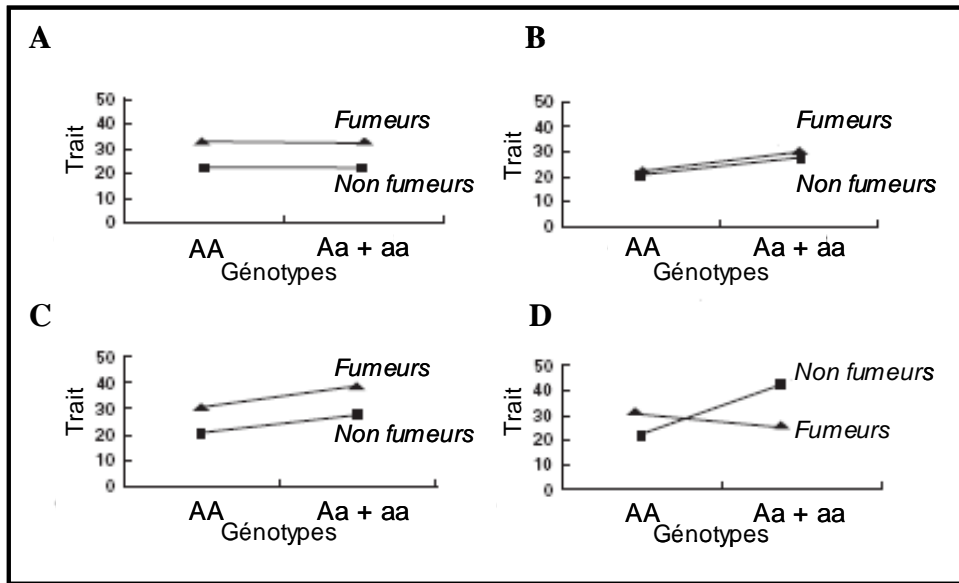 A
Trait
50
40
30
20
10
0
Fumeurs
Non fumeurs
AA
Aa + aa
Génotypes
B
Trait
50
40
30
20
10
0
Fumeurs
Non fumeurs
AA
Aa + aa
Génotypes
C
Trait
50
40
30
20
10
0
Fumeurs
Non fumeurs
AA
Aa + aa
Génotypes
D
Trait
50
40
30
20
10
0
Non fumeurs
Fumeurs
AA
Aa + aa
Génotypes